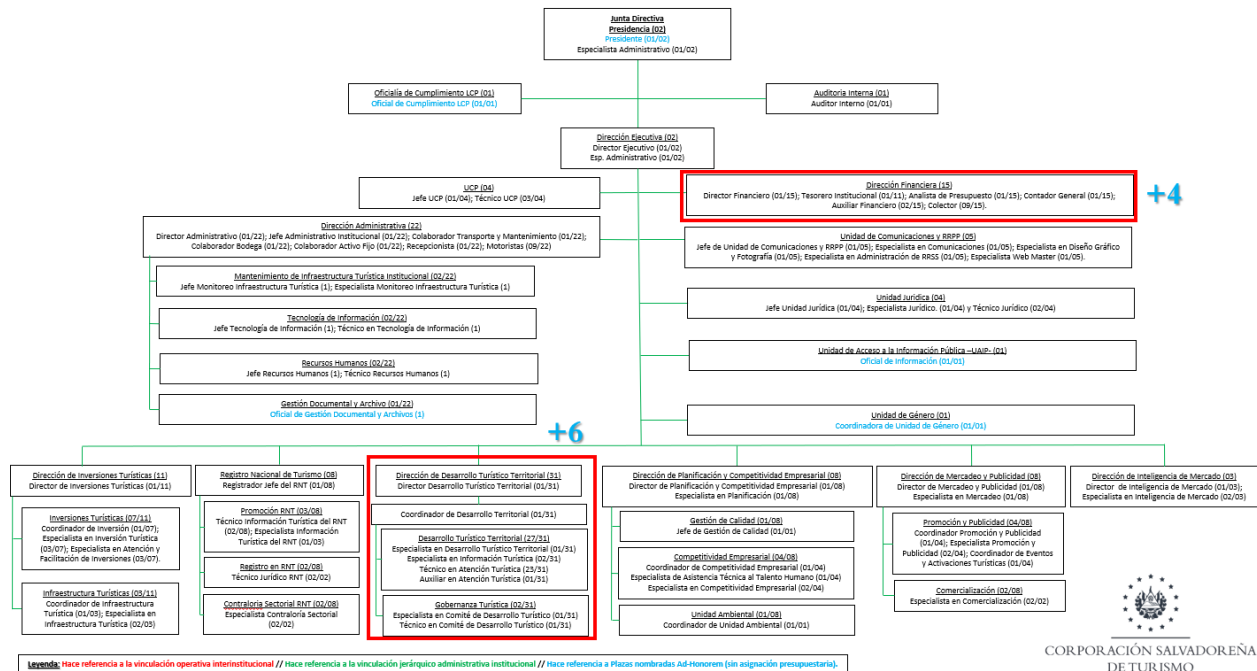 Junta Directiva
Presidencia (02)
Presidente (01/02)
Especialista Administrativo (01/02)
Oficialía de Cumplimiento LCP (01)
Oficial de Cumplimiento LCP (01/01)
Auditoria Interna (01)
Auditor Interno (01/01)
Dirección Ejecutiva (02)
Director Ejecutivo (01/02)
Esp. Administrativo (01/02)
UCP (04)
Jefe UCP (01/04); Técnico UCP (03/04)
Dirección Financiera (15)
Director Financiero (01/15); Tesorero Institucional (01/11); Analista de Presupuesto (01/15); Contador General (01/15);
Auxiliar Financiero (02/15); Colector (09/15).
+4
Dirección Administrativa (22)
Director Administrativo (01/22); Jefe Administrativo Institucional (01/22); Colaborador Transporte y Mantenimiento (01/22);
Colaborador Bodega (01/22); Colaborador Activo Fijo (01/22); Recepcionista (01/22); Motoristas (09/22)
Unidad de Comunicaciones y RRPP (05)
Jefe de Unidad de Comunicaciones y RRPP (01/05); Especialista en Comunicaciones (01/05); Especialista en Diseño Gráfico
y Fotografía (01/05); Especialista en Administración de RRSS (01/05); Especialista Web Master (01/05).
Mantenimiento de Infraestructura Turística Institucional (02/22)
Jefe Monitoreo Infraestructura Turística (1); Especialista Monitoreo Infraestructura Turística (1)
Unidad Jurídica (04)
Jefe Unidad Jurídica (01/04); Especialista Jurídico. (01/04) y Técnico Jurídico (02/04)
Tecnología de Información (02/22)
Jefe Tecnología de Información (1); Técnico en Tecnología de Información (1)
Unidad de Acceso a la Información Pública –UAIP- (01)
Oficial de Información (01/01)
Recursos Humanos (02/22)
Jefe Recursos Humanos (1); Técnico Recursos Humanos (1)
Gestión Documental y Archivo (01/22)
Oficial de Gestión Documental y Archivos (1)
Unidad de Género (01)
Coordinadora de Unidad de Género (01/01)
+6
Dirección de Inversiones Turísticas (11)
Director de Inversiones Turísticas (01/11)
Inversiones Turísticas (07/11)
Coordinador de Inversión (01/07);
Especialista en Inversión Turística
(03/07); Especialista en Atención y
Facilitación de Inversiones (03/07).
Infraestructura Turísticas (03/11)
Coordinador de Infraestructura
Turística (01/03); Especialista en
Infraestructura Turística (02/03)
Registro Nacional de Turismo (08)
Registrador Jefe del RNT (01/08)
Promoción RNT (03/08)
Técnico Información Turística del RNT
(02/08); Especialista Información
Turística del RNT (01/03)
Registro en RNT (02/08)
Técnico Jurídico RNT (02/02)
Contraloría Sectorial RNT (02/08)
Especialista Contraloría Sectorial
(02/02)
Dirección de Desarrollo Turístico Territorial (31)
Director Desarrollo Turístico Territorial (01/31)
Coordinador de Desarrollo Territorial (01/31)
Desarrollo Turístico Territorial (27/31)
Especialista en Desarrollo Turístico Territorial (01/31)
Especialista en Información Turística (02/31)
Técnico en Atención Turística (23/31)
Auxiliar en Atención Turística (01/31)
Gobernanza Turística (02/31)
Especialista en Comité de Desarrollo Turístico (01/31)
Técnico en Comité de Desarrollo Turístico (01/31)
Dirección de Planificación y Competitividad Empresarial (08)
Director de Planificación y Competitividad Empresarial (01/08)
Especialista en Planificación (01/08)
Gestión de Calidad (01/08)
Jefe de Gestión de Calidad (01/01)
Competitividad Empresarial (04/08)
Coordinador de Competitividad Empresarial (01/04)
Especialista de Asistencia Técnica al Talento Humano (01/04)
Especialista en Competitividad Empresarial (02/04)
Unidad Ambiental (01/08)
Coordinador de Unidad Ambiental (01/01)
Dirección de Mercadeo y Publicidad (08)
Director de Mercadeo y Publicidad (01/08)
Especialista en Mercadeo (01/08)
Promoción y Publicidad (04/08)
Coordinador Promoción y Publicidad
(01/04); Especialista Promoción y
Publicidad (02/04); Coordinador de Eventos
y Activaciones Turísticas (01/04)
Comercialización (02/08)
Especialista en Comercialización (02/02)
Dirección de Inteligencia de Mercado (03)
Director de Inteligencia de Mercado (01/03);
Especialista en Inteligencia de Mercado (02/03)
Leyenda: Hace referencia a la vinculación operativa interinstitucional // Hace referencia a la vinculación jerárquico administrativa institucional // Hace referencia a Plazas nombradas Ad-Honorem (sin asignación presupuestaria).
CORPORACIÓN SALVADOREÑA
DE TURISMO